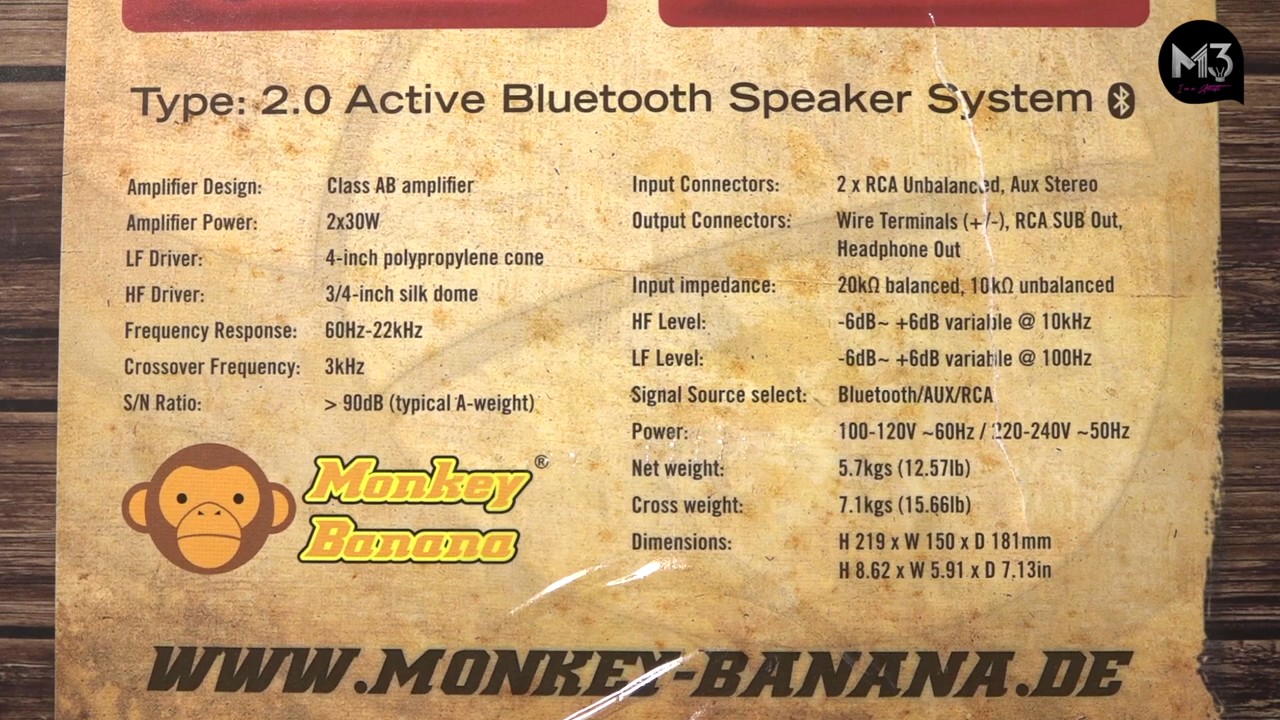 M3
Type: 2.0 Active Bluetooth Speaker System
Amplifier Design: Class AB amplifier
Amplifier Power: 2x30W
LF Driver: 4-inch polypropylene cone
HF Driver: 3/4-inch silk dome
Frequency Response: 60Hz-22kHz
Crossover Frequency: 3kHz
S/N Ratio: > 90dB (typical A-weight)
Input Connectors: 2 x RCA Unbalanced, Aux Stereo
Output Connectors: Wire Terminals (+/-), RCA SUB Out,
Headphone Out
Input impedance: 20kΩ balanced, 10kΩ unbalanced
HF Level: -6dB~ +6dB variable @ 10kHz
LF Level: -6dB~ +6dB variable @ 100Hz
Signal Source select: Bluetooth/AUX/RCA
Power: 100-120V ~60Hz / 220-240V ~50Hz
Net weight: 5.7kgs (12.57lb)
Cross weight: 7.1kgs (15.66lb)
Dimensions: H 219 x W 150 x D 181mm
H 8.62 x W 5.91 x D 7.13in
Monkey ®
Banana
WWW.MONKEY-BANANA.DE